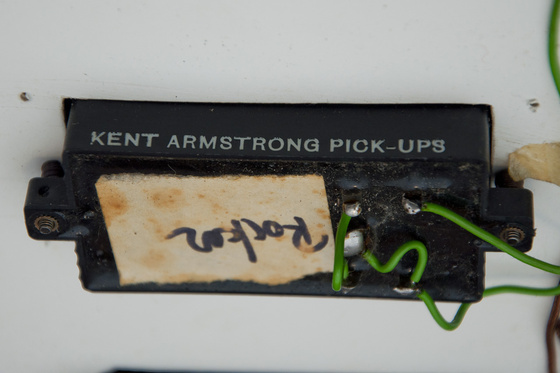 KENT ARMSTRONG PICK-UPS
Rocker